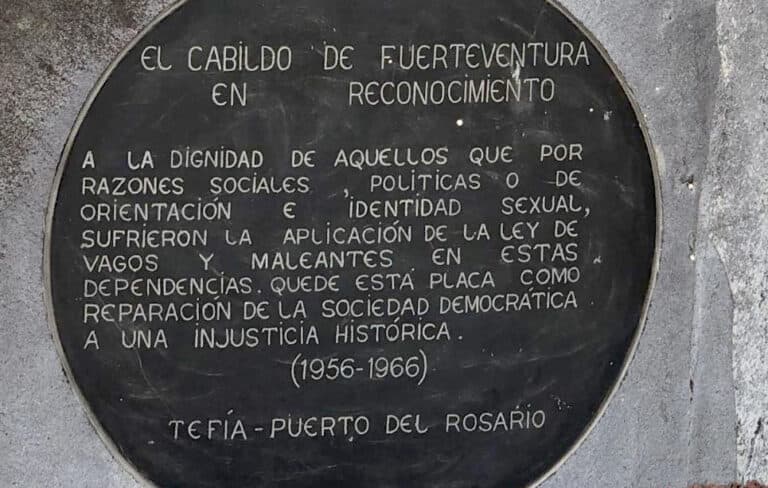 EL CABILDO DE FUERTEVENTURA
EN RECONOCIMIENTO
A LA DIGNIDAD DE AQUELLOS QUE POR
RAZONES SOCIALES , POLÍTICAS O DE
ORIENTACIÓN E IDENTIDAD SEXUAL,
SUFRIERON LA APLICACIÓN DE LA LEY DE
VAGOS Y MALEANTES EN ESTAS
DEPENDENCIAS. QUEDE ESTA PLACA COMO
REPARACIÓN DE LA SOCIEDAD DEMOCRÁTICA
A UNA INJUSTICIA HISTÓRICA.
(1956-1966)
TEFÍA - PUERTO DEL ROSARIO